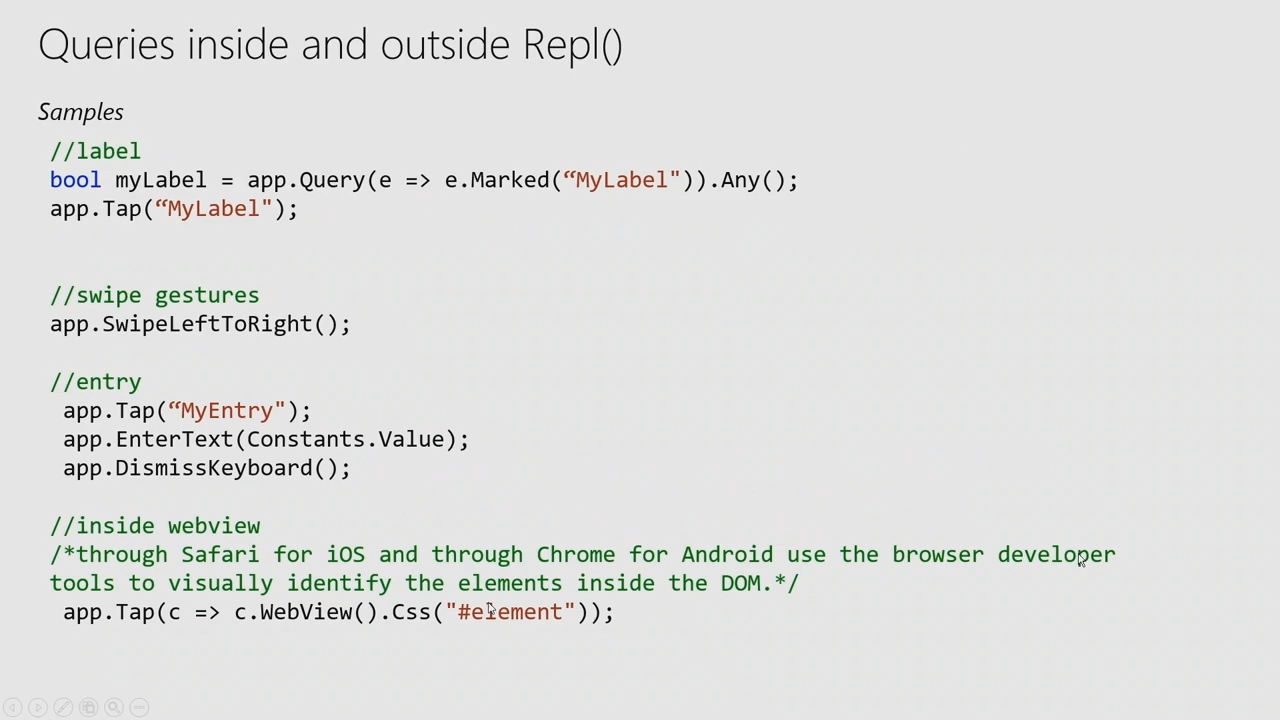 Queries inside and outside Repl()
Samples
//label
bool myLabel = app.Query(e => e.Marked(“MyLabel")).Any();
app.Tap(“MyLabel");
//swipe gestures
app.SwipeLeftToRight();
//entry
app.Tap(“MyEntry");
app.EnterText(Constants.Value);
app.DismissKeyboard();
//inside webview
/*through Safari for iOS and through Chrome for Android use the browser developer
tools to visually identify the elements inside the DOM.*/
app.Tap(c => c.WebView().Css("#element"));